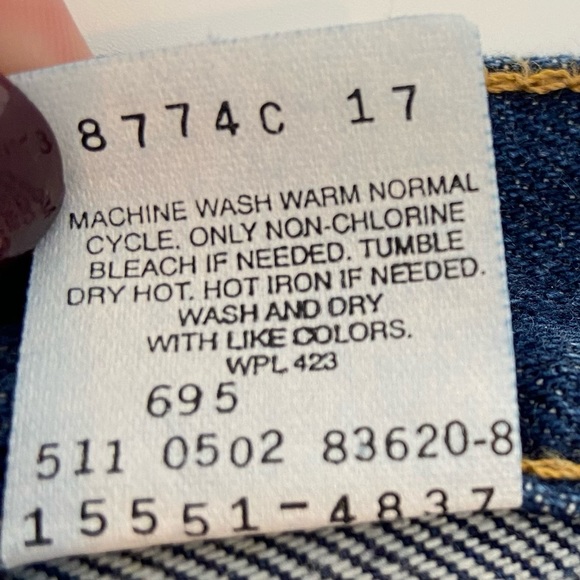 8774C 17
MACHINE WASH WARM NORMAL
CYCLE. ONLY NON-CHLORINE
BLEACH IF NEEDED. TUMBLE
DRY HOT. HOT IRON IF NEEDED.
WASH AND DRY
WITH LIKE COLORS.
WPL 423
695
511 0502 83620-8
15551-4837